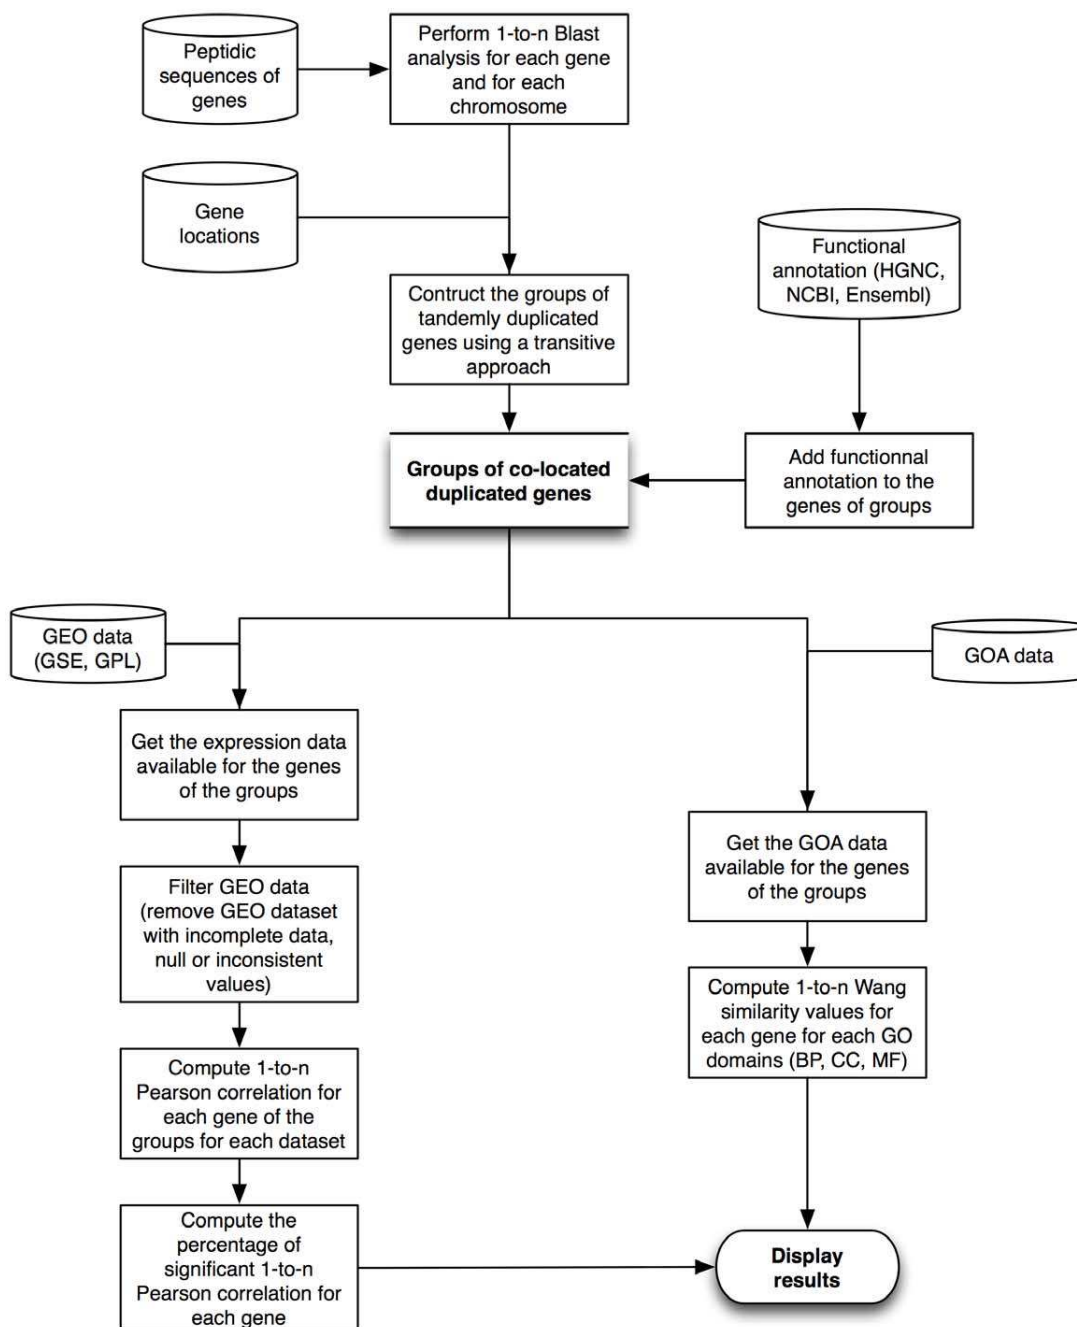 Peptidic
sequences of
genes
Perform 1-to-n Blast
analysis for each gene
and for each
chromosome
Gene
locations
Functional
annotation (HGNC,
NCBI, Ensembl)
Contruct the groups of
tandemly duplicated
genes using a transitive
approach
Groups of co-located
duplicated genes
Add functionnal
annotation to the
genes of groups
GEO data
(GSE, GPL)
GOA data
Get the expression data
available for the genes
of the groups
Filter GEO data
(remove GEO dataset
with incomplete data,
null or inconsistent
values)
Compute 1-to-n
Pearson correlation for
each gene of the
groups for each dataset
Compute the
percentage of
significant 1-to-n
Pearson correlation for
each gene
Get the GOA data
available for the genes
of the groups
Compute 1-to-n Wang
similarity values for
each gene for each GO
domains (BP, CC, MF)
Display
results